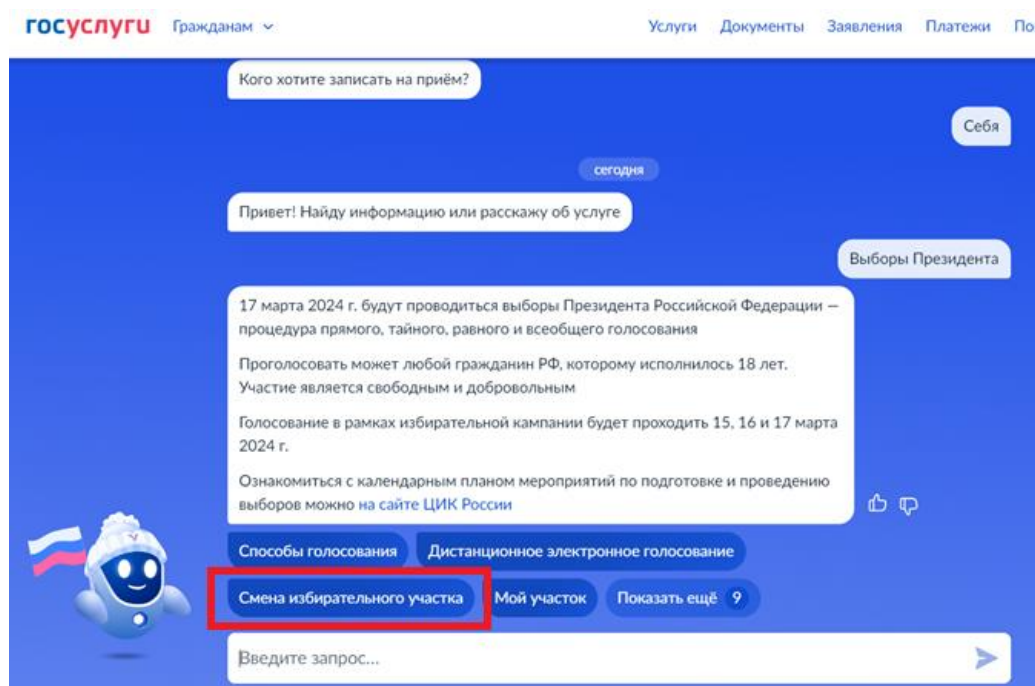 госуслуги Гражданам Услуги Документы Заявления Платежи По
Кого хотите записать на приём?
Себя
сегодня
Привет! Найду информацию или расскажу об услуге
Выборы Президента
17 марта 2024 г. будут проводиться выборы Президента Российской Федерации —
процедура прямого, тайного, равного и всеобщего голосования
Проголосовать может любой гражданин РФ, которому исполнилось 18 лет.
Участие является свободным и добровольным
Голосование в рамках избирательной кампании будет проходить 15, 16 и 17 марта
2024 г.
Ознакомиться с календарным планом мероприятий по подготовке и проведению
выборов можно на сайте ЦИК России
Способы голосования Дистанционное электронное голосование
Смена избирательного участка Мой участок Показать ещё 9
Введите запрос...